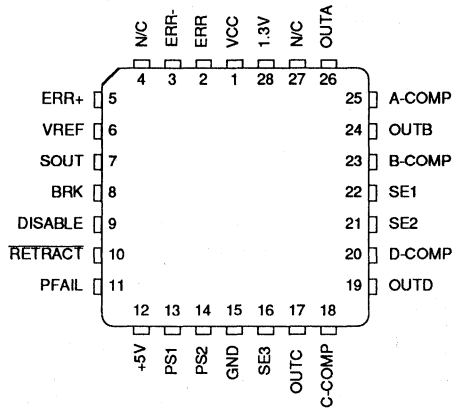 N/C ERR- ERR VCC 1.3V N/C OUTA
4 3 2 1 28 27 26
ERR+ 5 25 A-COMP
VREF 6 24 OUTB
SOUT 7 23 B-COMP
BRK 8 22 SE1
DISABLE 9 21 SE2
RETRACT 10 20 D-COMP
PFAIL 11 19 OUTD
12 13 14 15 16 17 18
+5V PS1 PS2 GND SE3 OUTC C-COMP